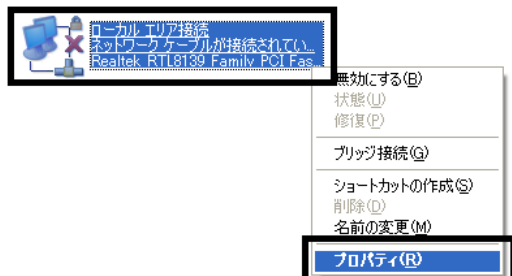 ローカル エリア接続
ネットワーク ケーブルが接続されてい...
Realtek RTL8139 Family PCI Fas...
無効にする(B)
状態(U)
修復(P)
ブリッジ接続(G)
ショートカットの作成(S)
削除(D)
名前の変更(M)
プロパティ(R)